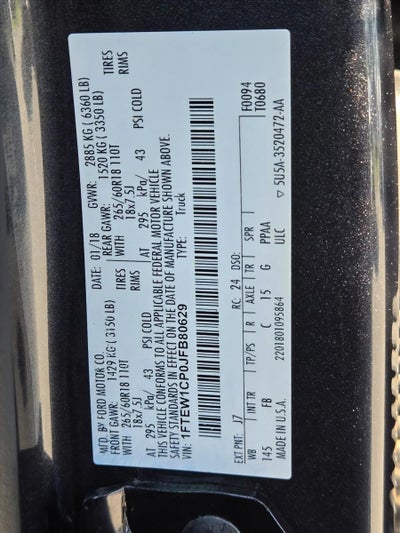 MFD. BY FORD MOTOR CO.
DATE: 01/18 GVWR: 2885 KG ( 6360 LB)
FRONT GAWR: 1429 KG ( 3150 LB) REAR GAWR: 1520 KG ( 3350 LB)
WITH 265/60R18 110T TIRES WITH 265/60R18 110T TIRES
18x7.5J RIMS 18x7.5J RIMS
AT 295 kPa/ 43 PSI COLD AT 295 kPa/ 43 PSI COLD
THIS VEHICLE CONFORMS TO ALL APPLICABLE FEDERAL MOTOR VEHICLE
SAFETY STANDARDS IN EFFECT ON THE DATE OF MANUFACTURE SHOWN ABOVE.
VIN: 1FTEW1CP0JFB80629
TYPE: Truck
F0094
T0680
EXT PNT: J7 RC: 24 DSO:
WB INT TR TP/PS R AXLE TR SPR
145 FB C 15 G PPAA
MADE IN U.S.A. 2201801095864 ULC
5U5A-3520472-AA